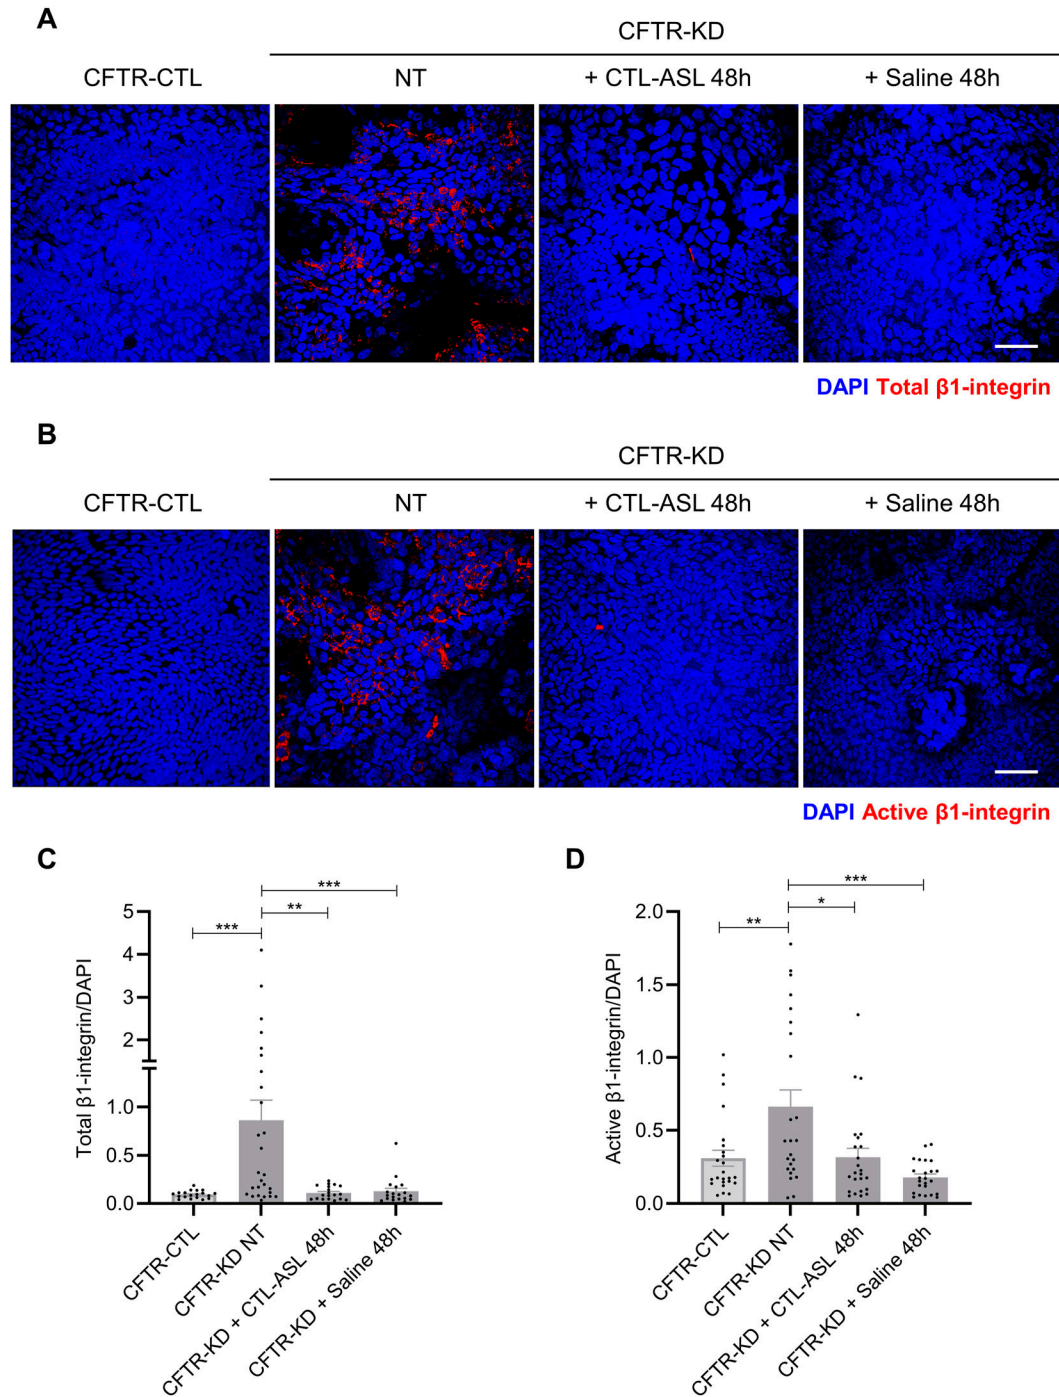 A
CFTR-KD
CFTR-CTL NT + CTL-ASL 48h + Saline 48h
DAPI Total β1-integrin
B
CFTR-KD
CFTR-CTL NT + CTL-ASL 48h + Saline 48h
DAPI Active β1-integrin
C
***
**
***
5
4
3
2
1.0
0.5
0.0
Total β1-integrin/DAPI
CFTR-CTL
CFTR-KD NT
CFTR-KD + CTL-ASL 48h
CFTR-KD + Saline 48h
D
***
*
**
2.0
1.5
1.0
0.5
0.0
Active β1-integrin/DAPI
CFTR-CTL
CFTR-KD NT
CFTR-KD + CTL-ASL 48h
CFTR-KD + Saline 48h